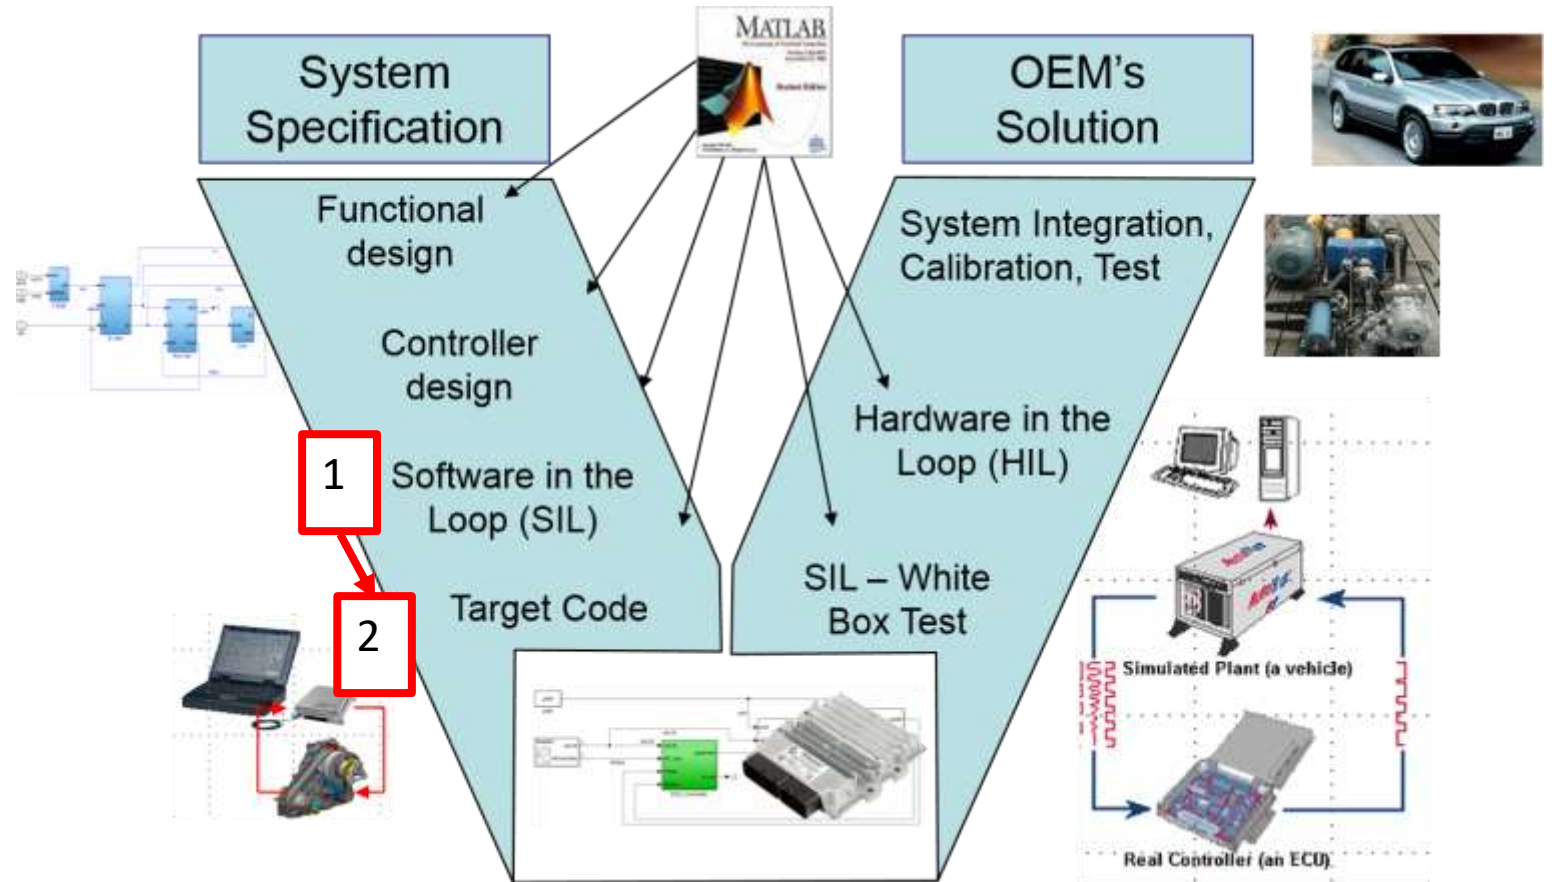 System
Specification
MATLAB
Student Edition
OEM's
Solution
Functional
design
System Integration,
Calibration, Test
Controller
design
Hardware in the
Loop (HIL)
1
Software in the
Loop (SIL)
2
Target Code
SIL – White
Box Test
Simulated Plant (a vehicle)
Real Controller (an ECU)